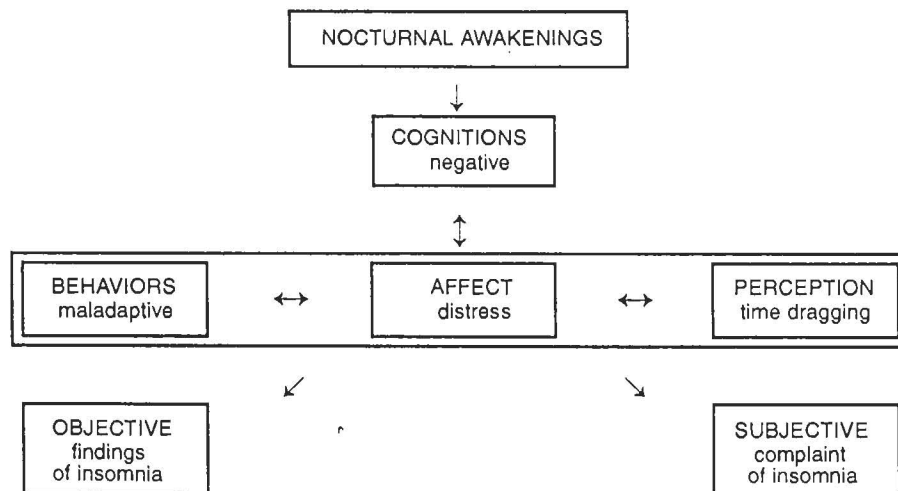 NOCTURNAL AWAKENINGS
COGNITIONS
negative
BEHAVIORS
maladaptive
AFFECT
distress
PERCEPTION
time dragging
OBJECTIVE
findings
of insomnia
SUBJECTIVE
complaint
of insomnia